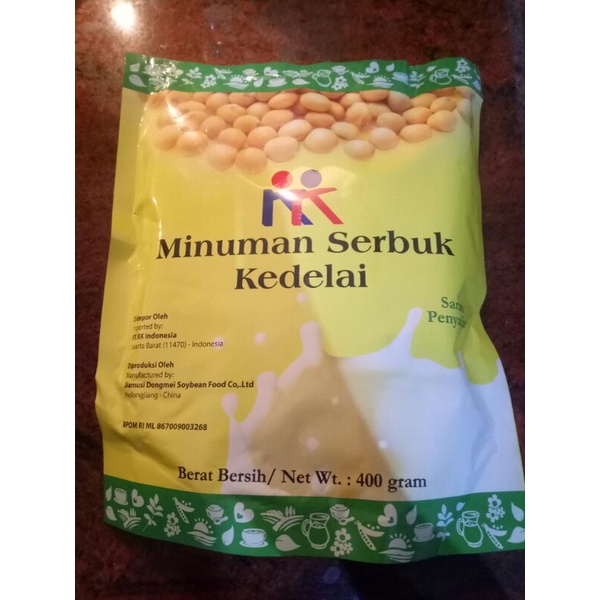 Minuman Serbuk
Kedelai
Saran
Diimpor Oleh
Imported by:
PT. KK Indonesia
Jakarta Barat (11470) - Indonesia
Diproduksi Oleh
Manufactured by:
Jiamusi Dongmei Soybean Food Co,.Ltd
Heilongjiang - China
BPOM RI ML 867009003268
Berat Bersih/ Net Wt. : 400 gram